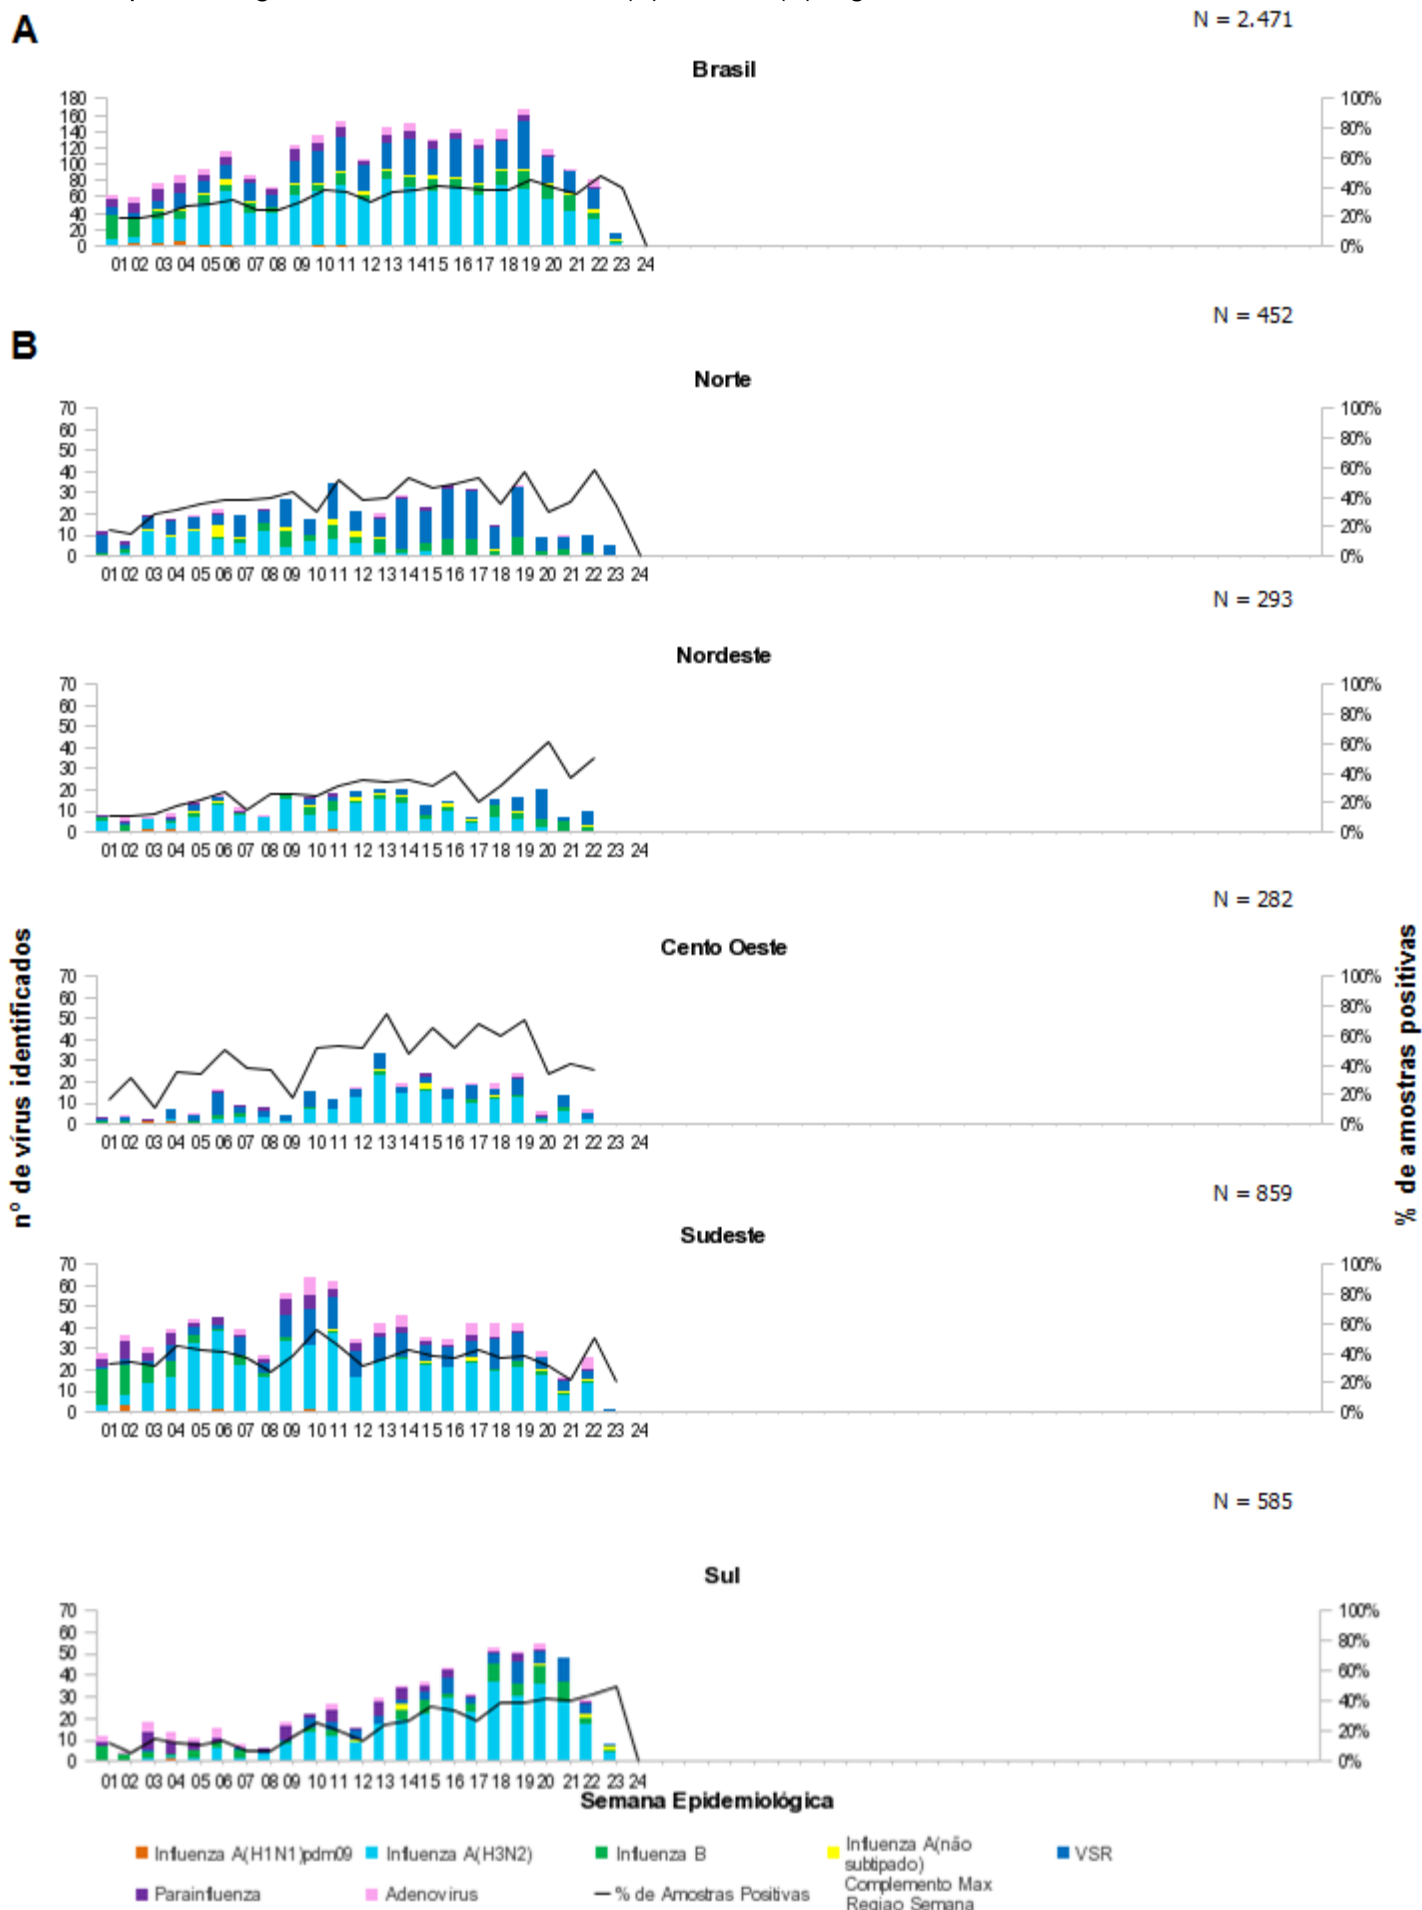 A
N = 2.471
Brasil
180
160
140
120
100
80
60
40
20
0
100%
80%
60%
40%
20%
0%
01 02 03 04 05 06 07 08 09 10 11 12 13 14 15 16 17 18 19 20 21 22 23 24
N = 452
B
Norte
70
60
50
40
30
20
10
0
100%
80%
60%
40%
20%
0%
01 02 03 04 05 06 07 08 09 10 11 12 13 14 15 16 17 18 19 20 21 22 23 24
N = 293
Nordeste
70
60
50
40
30
20
10
0
100%
80%
60%
40%
20%
0%
01 02 03 04 05 06 07 08 09 10 11 12 13 14 15 16 17 18 19 20 21 22 23 24
N = 282
Cento Oeste
70
60
50
40
30
20
10
0
100%
80%
60%
40%
20%
0%
01 02 03 04 05 06 07 08 09 10 11 12 13 14 15 16 17 18 19 20 21 22 23 24
nº de vírus identificados
% de amostras positivas
N = 859
Sudeste
70
60
50
40
30
20
10
0
100%
80%
60%
40%
20%
0%
01 02 03 04 05 06 07 08 09 10 11 12 13 14 15 16 17 18 19 20 21 22 23 24
N = 585
Sul
70
60
50
40
30
20
10
0
100%
80%
60%
40%
20%
0%
01 02 03 04 05 06 07 08 09 10 11 12 13 14 15 16 17 18 19 20 21 22 23 24
Semana Epidemiológica
Influenza A(H1N1)pdm09
Influenza A(H3N2)
Influenza B
Influenza A(não
subtipado)
VSR
Parainfluenza
Adenovirus
% de Amostras Positivas
Complemento Max
Regiao Semana